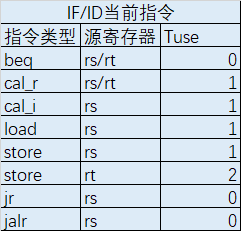 IF/ID当前指令
指令类型 源寄存器 Tuse
beq rs/rt 0
cal_r rs/rt 1
cal_i rs 1
load rs 1
store rs 1
store rt 2
jr rs 0
jalr rs 0